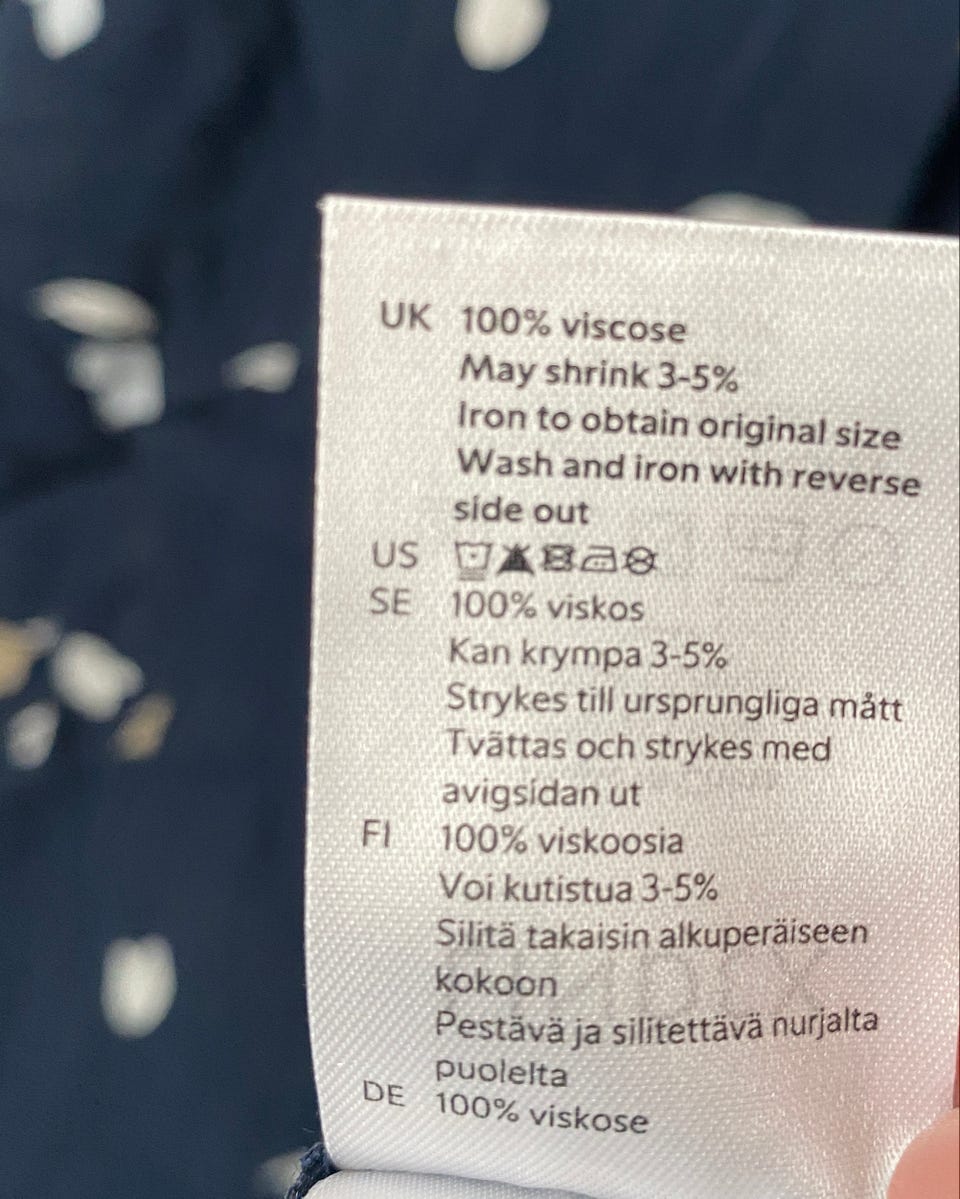 UK 100% viscose
May shrink 3-5%
Iron to obtain original size
Wash and iron with reverse
side out
US
SE 100% viskos
Kan krympa 3-5%
Strykes till ursprungliga mått
Tvättas och strykes med
avigsidan ut
FI 100% viskoosia
Voi kutistua 3-5%
Silitä takaisin alkuperäiseen
kokoon
Pestävä ja silitettävä nurjalta
puolelta
DE 100% viskose